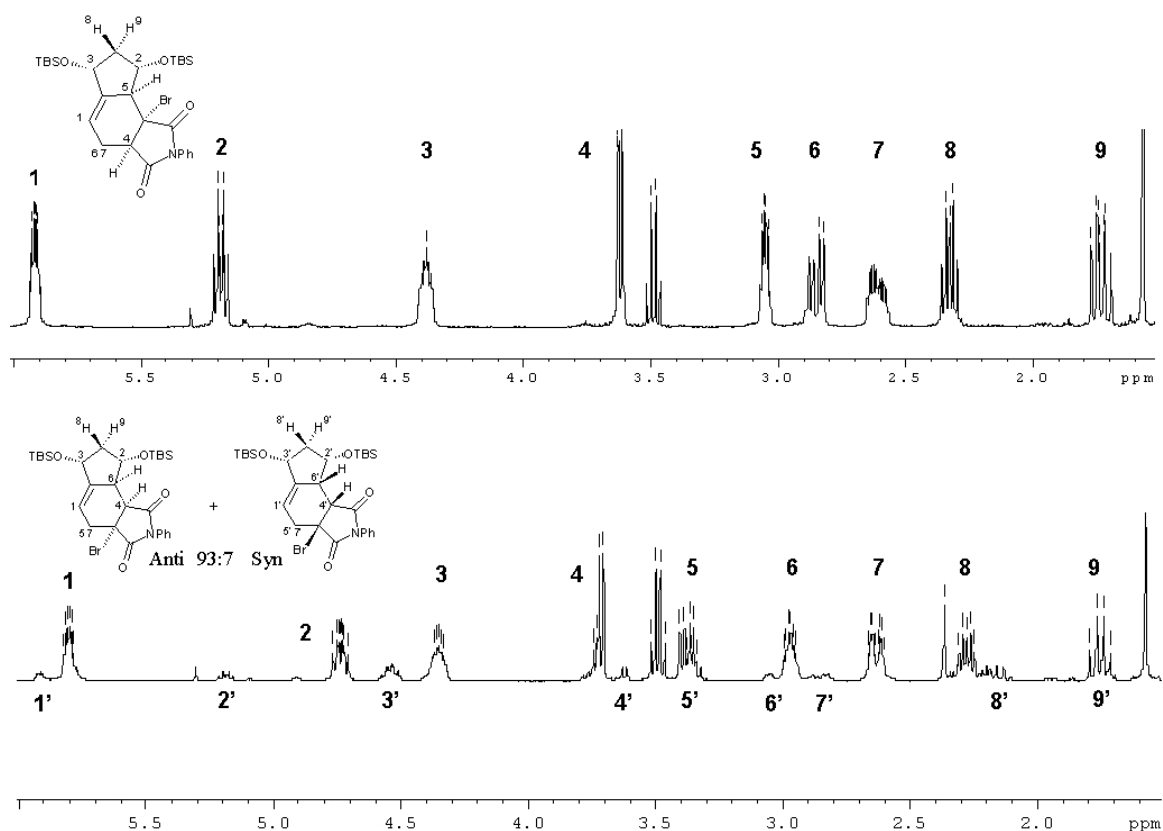 8 H H 9
TBSO 3 2 OTBS
5 H
Br O
1
4
6 7 NPh
H O
1 2 3 4 5 6 7 8 9
5.5 5.0 4.5 4.0 3.5 3.0 2.5 2.0 ppm
8 H H 9 8' H H 9'
TBSO 3 2 OTBS TBSO 3' 2' OTBS
6 H 6' H
4 H O 4' H O
1 + 1'
5 7 NPh 5' 7' NPh
Br O Br O
Anti 93:7 Syn
1 2 3 4 5 6 7 8 9
1' 2' 3' 4' 5' 6' 7' 8' 9'
5.5 5.0 4.5 4.0 3.5 3.0 2.5 2.0 ppm